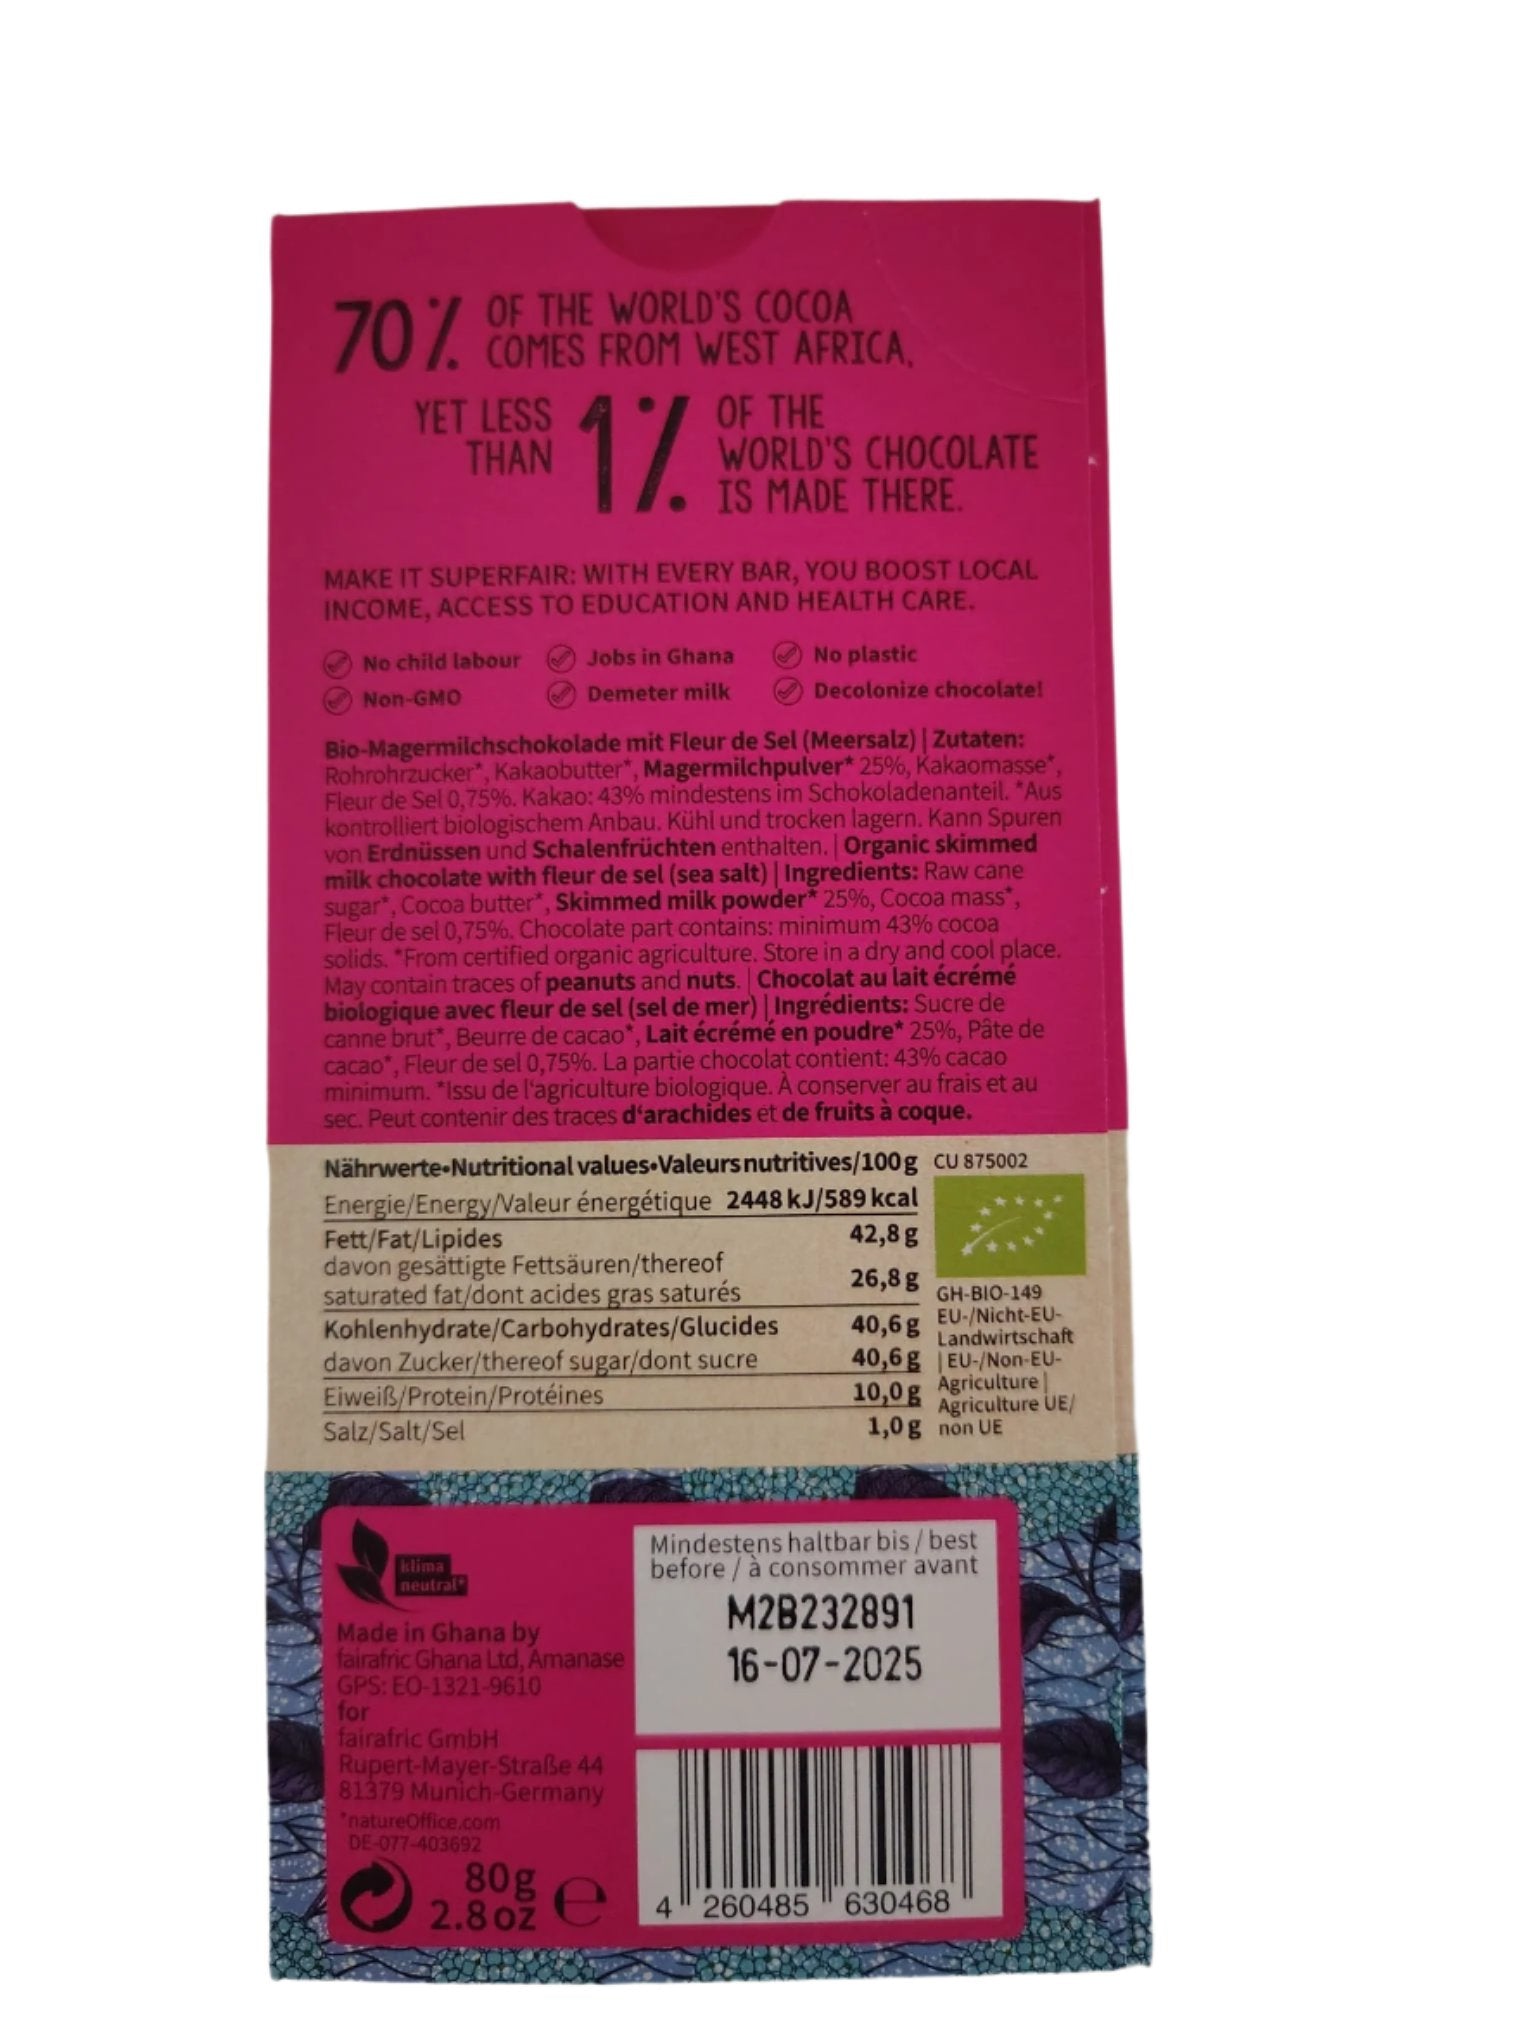 70% OF THE WORLD'S COCOA
COMES FROM WEST AFRICA,
YET LESS
THAN
1%
OF THE
WORLD'S CHOCOLATE
IS MADE THERE.
MAKE IT SUPERFAIR: WITH EVERY BAR, YOU BOOST LOCAL
INCOME, ACCESS TO EDUCATION AND HEALTH CARE.
No child labour Jobs in Ghana No plastic
Non-GMO Demeter milk Decolonize chocolate!
Bio-Magermilchschokolade mit Fleur de Sel (Meersalz) | Zutaten:
Rohrohrzucker*, Kakaobutter*, Magermilchpulver* 25%, Kakaomasse*,
Fleur de Sel 0,75%. Kakao: 43% mindestens im Schokoladenanteil. *Aus
kontrolliert biologischem Anbau. Kühl und trocken lagern. Kann Spuren
von Erdnüssen und Schalenfrüchten enthalten. | Organic skimmed
milk chocolate with fleur de sel (sea salt) | Ingredients: Raw cane
sugar*, Cocoa butter*, Skimmed milk powder* 25%, Cocoa mass*,
Fleur de sel 0,75%. Chocolate part contains: minimum 43% cocoa
solids. *From certified organic agriculture. Store in a dry and cool place.
May contain traces of peanuts and nuts. | Chocolat au lait écrémé
biologique avec fleur de sel (sel de mer) | Ingrédients: Sucre de
canne brut*, Beurre de cacao*, Lait écrémé en poudre* 25%, Pâte de
cacao*, Fleur de sel 0,75%. La partie chocolat contient: 43% cacao
minimum. *Issu de l‘agriculture biologique. À conserver au frais et au
sec. Peut contenir des traces d‘arachides et de fruits à coque.
Nährwerte•Nutritional values•Valeurs nutritives/100g
Energie/Energy/Valeur énergétique 2448 kJ/589 kcal
Fett/Fat/Lipides 42,8 g
davon gesättigte Fettsäuren/thereof
saturated fat/dont acides gras saturés 26,8 g
Kohlenhydrate/Carbohydrates/Glucides 40,6 g
davon Zucker/thereof sugar/dont sucre 40,6 g
Eiweiß/Protein/Protéines 10,0 g
Salz/Salt/Sel 1,0 g
CU 875002
GH-BIO-149
EU-/Nicht-EU-
Landwirtschaft
| EU-/Non-EU-
Agriculture |
Agriculture UE/
non UE
klima
neutral*
Made in Ghana by
fairafric Ghana Ltd, Amanase
GPS: EO-1321-9610
for
fairafric GmbH
Rupert-Mayer-Straße 44
81379 Munich-Germany
*natureOffice.com
DE-077-403692
80g
2.8 oz
e
Mindestens haltbar bis / best
before / à consommer avant
M2B232891
16-07-2025
4 260485 630468